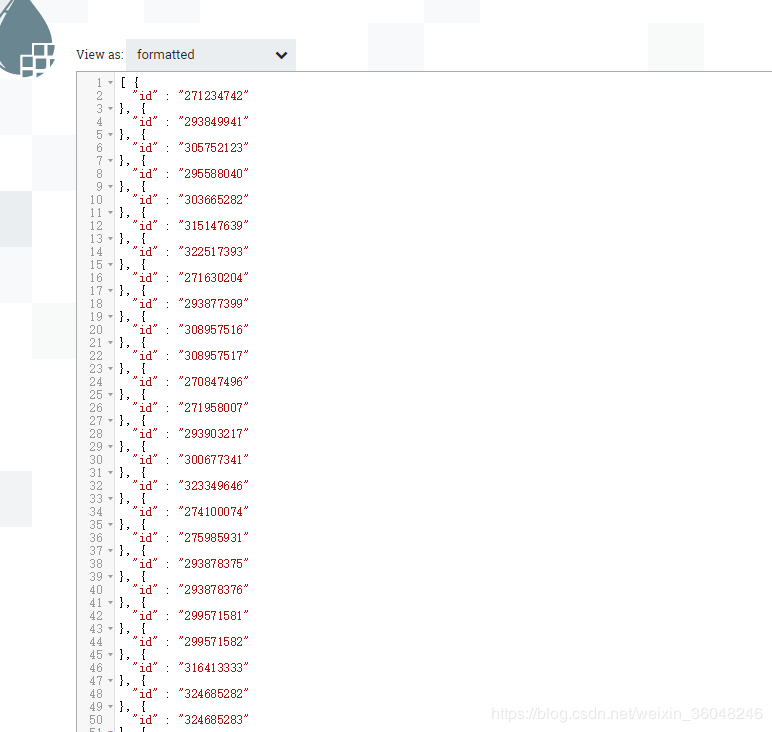 View as: formatted
1 [ {
2 "id" : "271234742"
3 }, {
4 "id" : "293849941"
5 }, {
6 "id" : "305752123"
7 }, {
8 "id" : "295588040"
9 }, {
10 "id" : "303665282"
11 }, {
12 "id" : "315147639"
13 }, {
14 "id" : "322517393"
15 }, {
16 "id" : "271630204"
17 }, {
18 "id" : "293877399"
19 }, {
20 "id" : "308957516"
21 }, {
22 "id" : "308957517"
23 }, {
24 "id" : "270847496"
25 }, {
26 "id" : "271958007"
27 }, {
28 "id" : "293903217"
29 }, {
30 "id" : "300677341"
31 }, {
32 "id" : "323349646"
33 }, {
34 "id" : "274100074"
35 }, {
36 "id" : "275985931"
37 }, {
38 "id" : "293878375"
39 }, {
40 "id" : "293878376"
41 }, {
42 "id" : "299571581"
43 }, {
44 "id" : "299571582"
45 }, {
46 "id" : "316413333"
47 }, {
48 "id" : "324685282"
49 }, {
50 "id" : "324685283"
51 }, {
https://blog.csdn.net/weixin_36048246